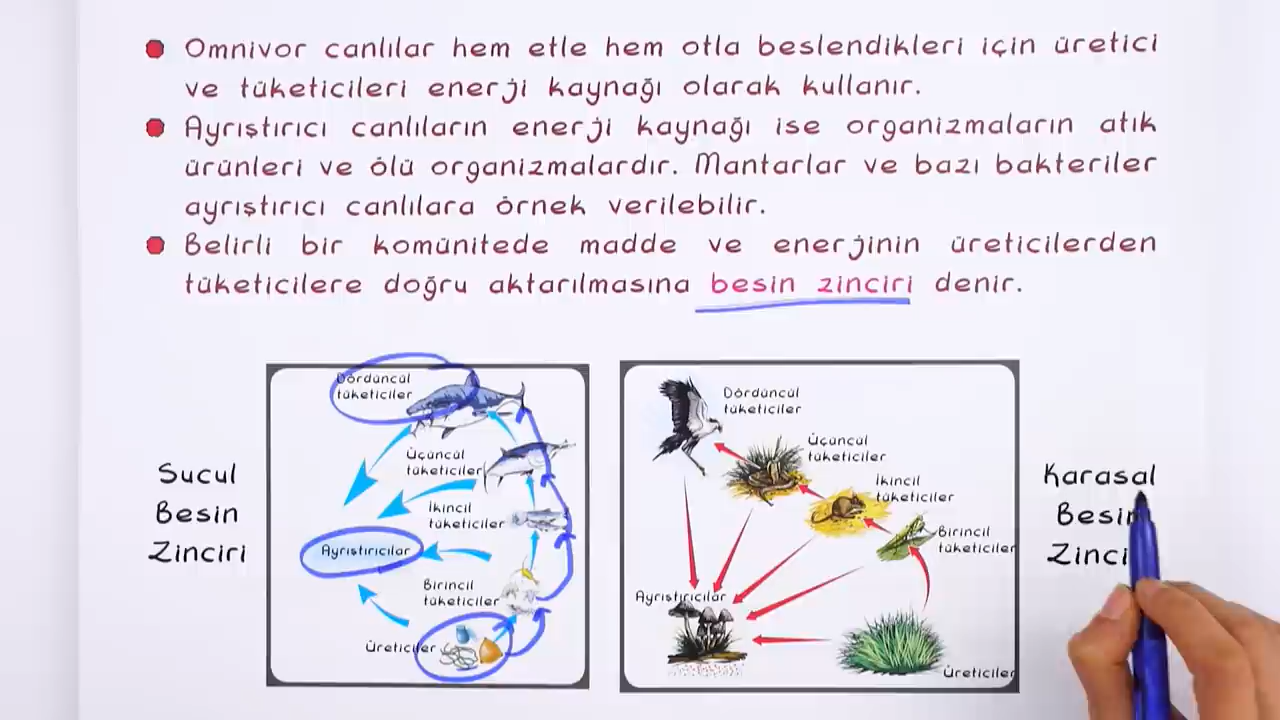 Omnivor canlılar hem etle hem otla beslendikleri için üretici
ve tüketicileri enerji kaynağı olarak kullanır.
Ayrıştırıcı canlıların enerji kaynağı ise organizmaların atık
ürünleri ve ölü organizmalardır. Mantarlar ve bazı bakteriler
ayrıştırıcı canlılara örnek verilebilir.
Belirli bir komünitede madde ve enerjinin üreticilerden
tüketicilere doğru aktarılmasına besin zinciri denir.
Sucul
Besin
Zinciri
Dördüncül
tüketiciler
Üçüncül
tüketiciler
İkincil
tüketiciler
Ayrıştırıcılar
Birincil
tüketiciler
Üreticiler
Dördüncül
tüketiciler
Üçüncül
tüketiciler
İkincil
tüketiciler
Birincil
tüketiciler
Ayrıştırıcılar
Üreticiler
Karasal
Besin